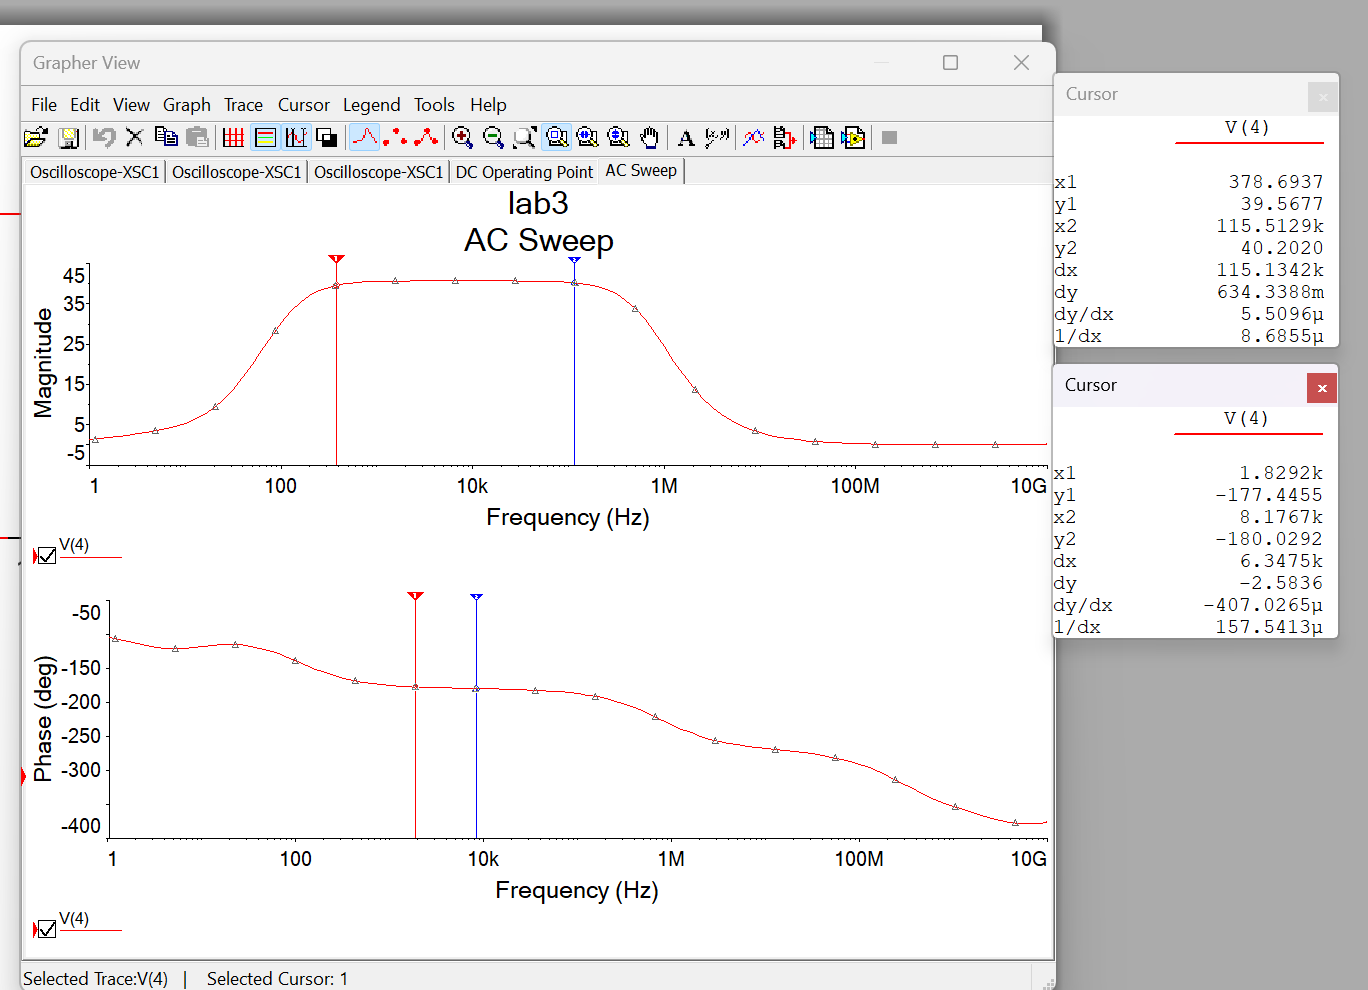 Grapher View
File Edit View Graph Trace Cursor Legend Tools Help
Oscilloscope-XSC1 Oscilloscope-XSC1 Oscilloscope-XSC1 DC Operating Point AC Sweep
lab3
AC Sweep
Magnitude
45
35
25
15
5
-5
1 100 10k 1M 100M 10G
Frequency (Hz)
V(4)
Phase (deg)
-50
-150
-200
-250
-300
-400
1 100 10k 1M 100M 10G
Frequency (Hz)
V(4)
Selected Trace:V(4) | Selected Cursor: 1
Cursor
V(4)
x1 378.6937
y1 39.5677
x2 115.5129k
y2 40.2020
dx 115.1342k
dy 634.3388m
dy/dx 5.5096µ
1/dx 8.6855µ
Cursor
V(4)
x1 1.8292k
y1 -177.4455
x2 8.1767k
y2 -180.0292
dx 6.3475k
dy -2.5836
dy/dx -407.0265µ
1/dx 157.5413µ